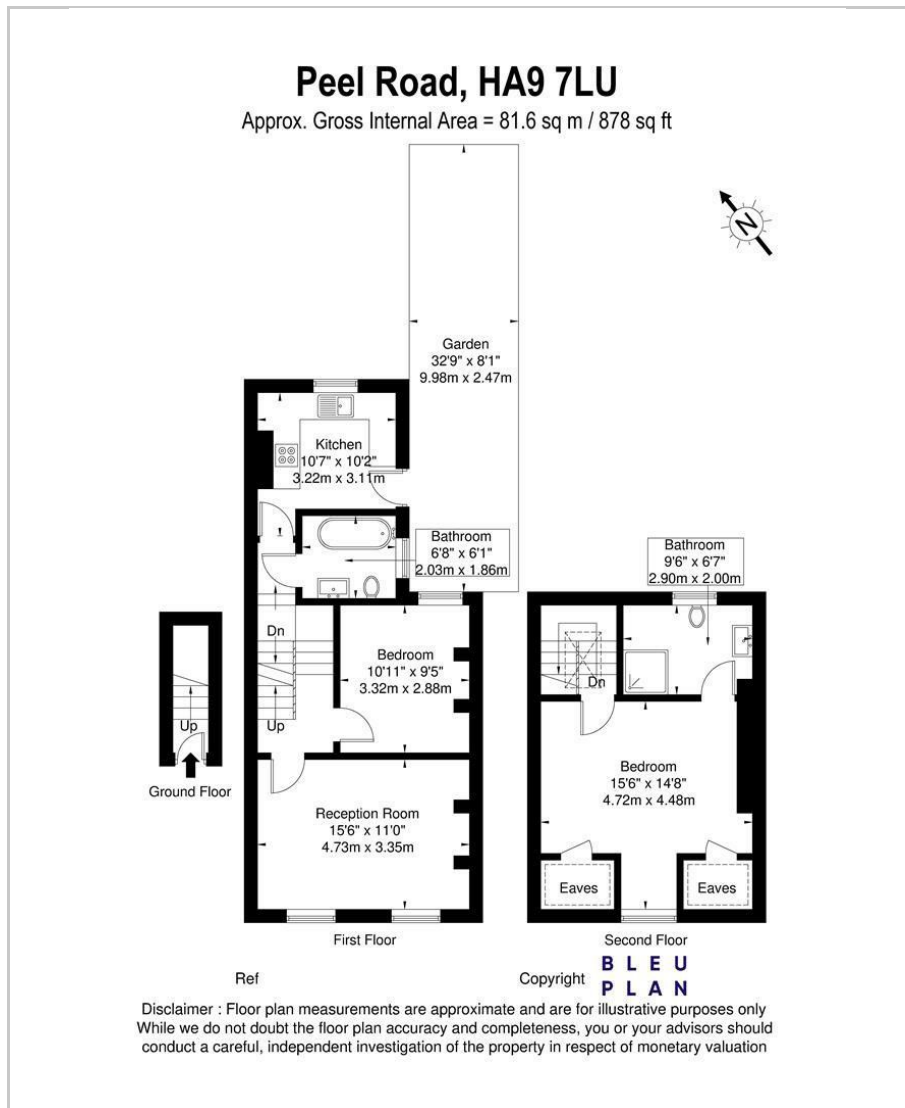 Peel Road, HA9 7LU
Approx. Gross Internal Area = 81.6 sq m / 878 sq ft
N
Garden
32'9" x 8'1"
9.98m x 2.47m
Kitchen
10'7" x 10'2"
3.22m x 3.11m
Bathroom
6'8" x 6'1"
2.03m x 1.86m
Bathroom
9'6" x 6'7"
2.90m x 2.00m
Dn
Bedroom
10'11" x 9'5"
3.32m x 2.88m
Dn
Up
Up
Ground Floor
Bedroom
15'6" x 14'8"
4.72m x 4.48m
Reception Room
15'6" x 11'0"
4.73m x 3.35m
Eaves
Eaves
First Floor
Second Floor
Ref
Copyright
BLEU
PLAN
Disclaimer : Floor plan measurements are approximate and are for illustrative purposes only
While we do not doubt the floor plan accuracy and completeness, you or your advisors should
conduct a careful, independent investigation of the property in respect of monetary valuation